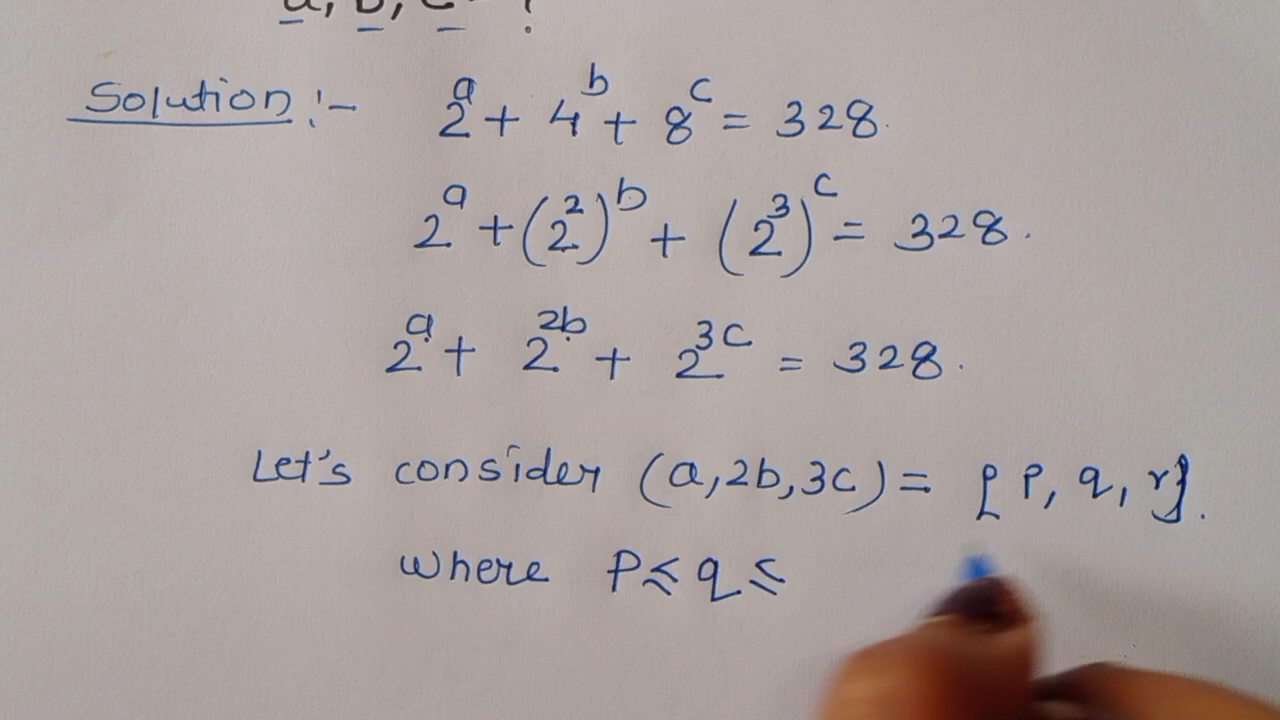 a, b, c = ?
Solution :- 2^a + 4^b + 8^c = 328.
2^a + (2^2)^b + (2^3)^c = 328.
2^a + 2^2b + 2^3c = 328.
Let's consider (a,2b,3c) = {p, q, r}.
where p ≤ q ≤